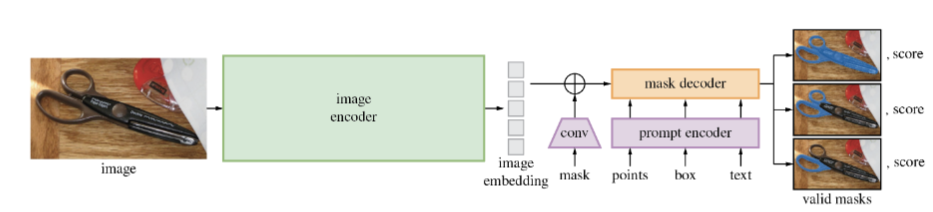 image
image
encoder
image
embedding
conv
mask
mask decoder
prompt encoder
points
box
text
, score
, score
, score
valid masks